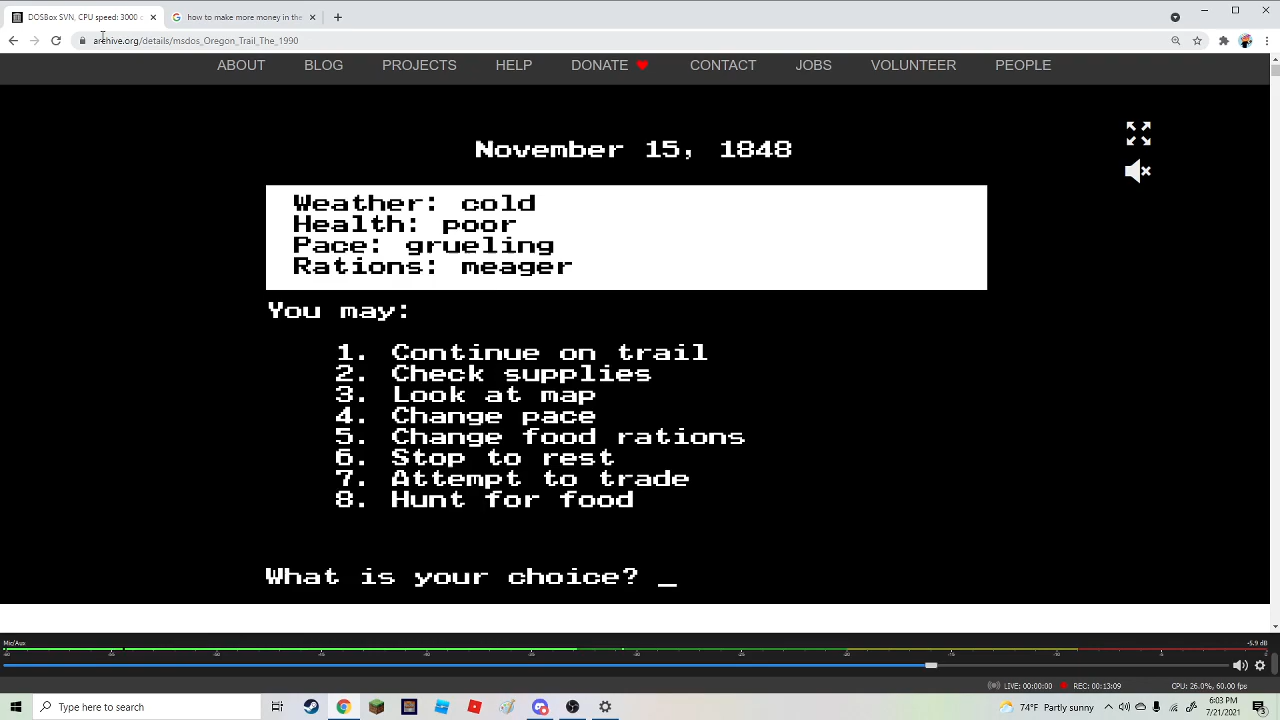 DOSBox SVN, CPU speed: 3000 c
how to make more money in the
archive.org/details/msdos_Oregon_Trail_The_1990
ABOUT BLOG PROJECTS HELP DONATE CONTACT JOBS VOLUNTEER PEOPLE
November 15, 1848
Weather: cold
Health: poor
Pace: grueling
Rations: meager
You may:
1. Continue on trail
2. Check supplies
3. Look at map
4. Change pace
5. Change food rations
6. Stop to rest
7. Attempt to trade
8. Hunt for food
What is your choice? _
Mic/Aux -5.9 dB
LIVE: 00:00:00 REC: 00:13:09 CPU: 26.0%, 60.00 fps
Type here to search
74°F Partly sunny
6:03 PM
7/21/2021